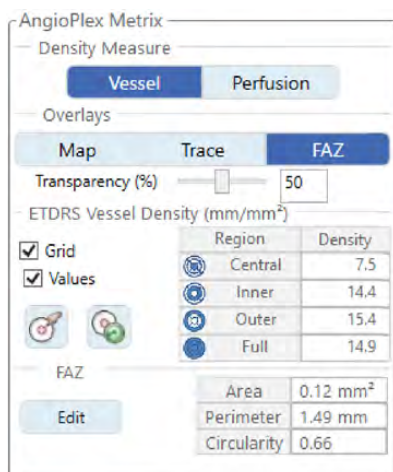 AngioPlex Metrix
Density Measure
Vessel Perfusion
Overlays
Map Trace FAZ
Transparency (%) 50
ETDRS Vessel Density (mm/mm²)
Grid
Values
Region Density
Central 7.5
Inner 14.4
Outer 15.4
Full 14.9
FAZ
Edit
Area 0.12 mm²
Perimeter 1.49 mm
Circularity 0.66